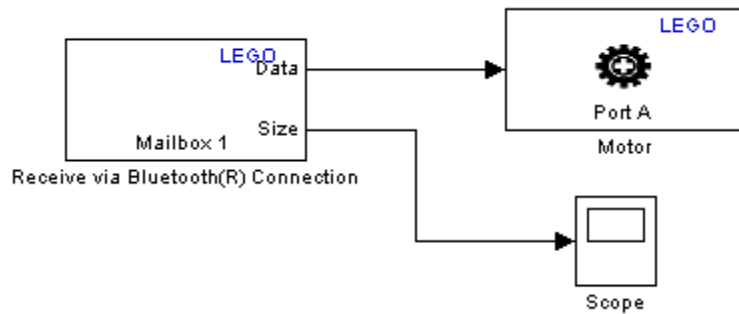 LEGO
Data
Size
Mailbox 1
Receive via Bluetooth(R) Connection
LEGO
Port A
Motor
Scope